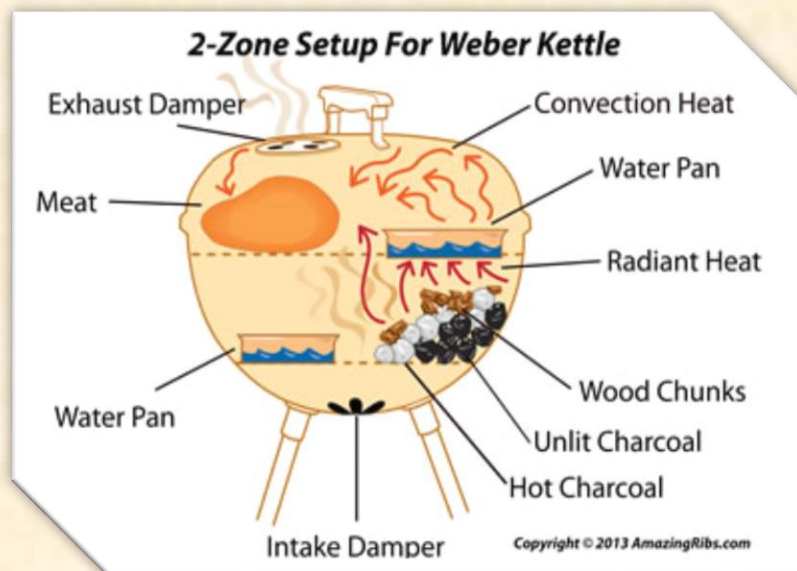 2-Zone Setup For Weber Kettle
Exhaust Damper
Convection Heat
Water Pan
Meat
Radiant Heat
Wood Chunks
Water Pan
Unlit Charcoal
Hot Charcoal
Intake Damper
Copyright © 2013 AmazingRibs.com